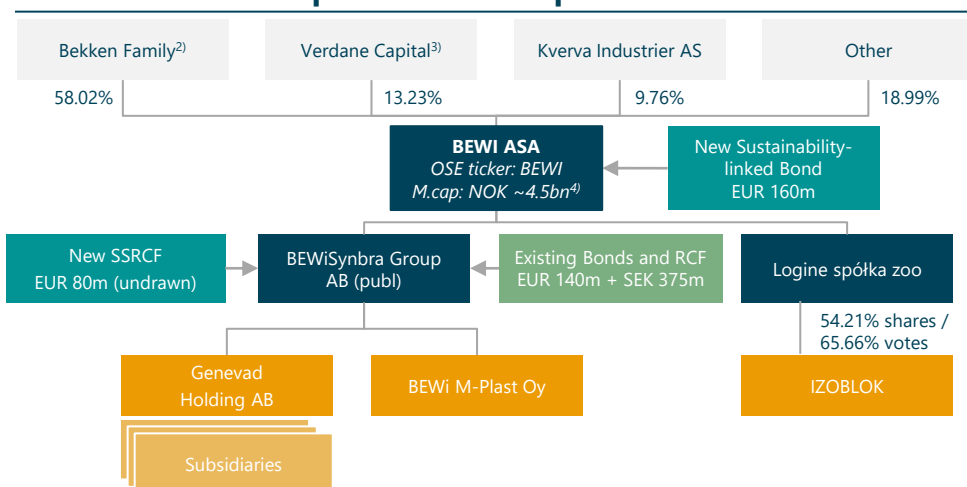 Bekken Family2)
Verdane Capital3)
Kverva Industrier AS
Other
58.02%
13.23%
9.76%
18.99%
BEWI ASA
OSE ticker: BEWI
M.cap: NOK ~4.5bn4)
New Sustainability-
linked Bond
EUR 160m
New SSRCF
EUR 80m (undrawn)
BEWiSynbra Group
AB (publ)
Existing Bonds and RCF
EUR 140m + SEK 375m
Logine spółka zoo
54.21% shares /
65.66% votes
Genevad
Holding AB
BEWi M-Plast Oy
IZOBLOK
Subsidiaries